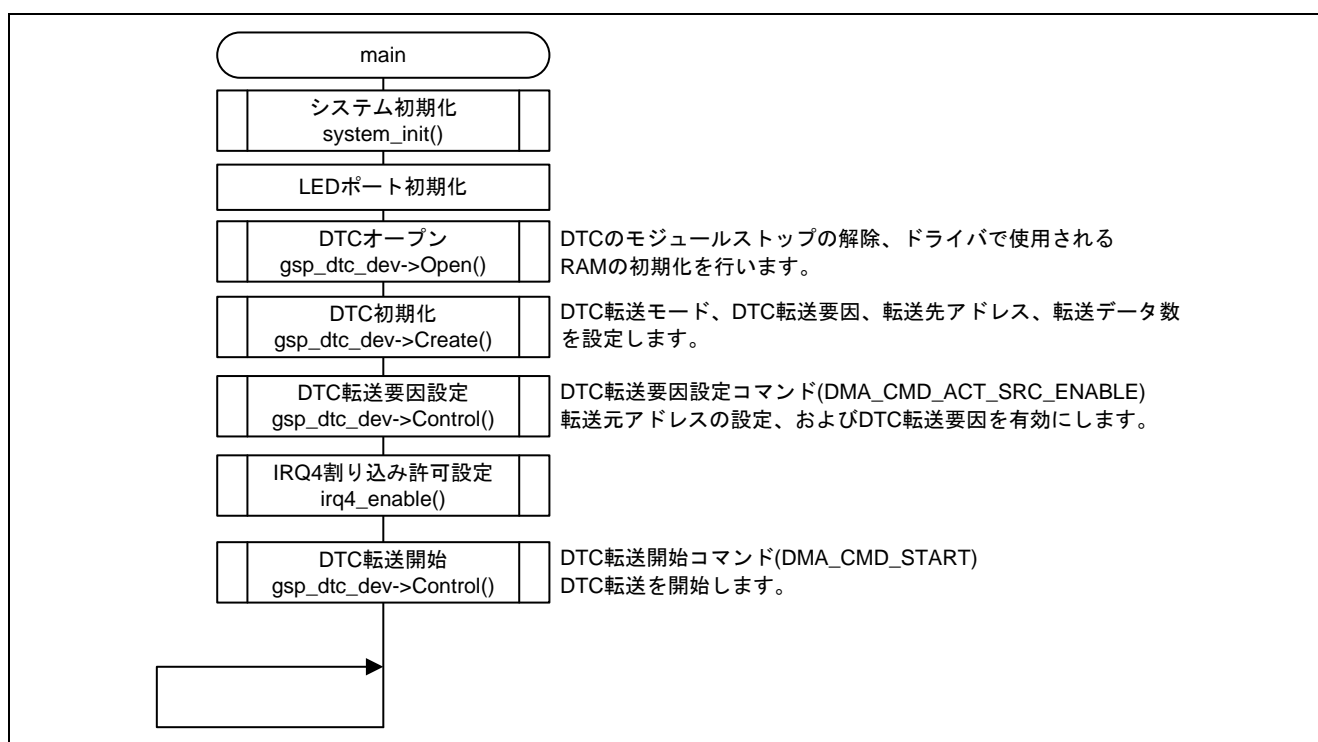 main
システム初期化
system_init()
LEDポート初期化
DTCオープン
gsp_dtc_dev->Open()
DTCのモジュールストップの解除、ドライバで使用される
RAMの初期化を行います。
DTC初期化
gsp_dtc_dev->Create()
DTC転送モード、DTC転送要因、転送先アドレス、転送データ数
を設定します。
DTC転送要因設定
gsp_dtc_dev->Control()
DTC転送要因設定コマンド(DMA_CMD_ACT_SRC_ENABLE)
転送元アドレスの設定、およびDTC転送要因を有効にします。
IRQ4割り込み許可設定
irq4_enable()
DTC転送開始
gsp_dtc_dev->Control()
DTC転送開始コマンド(DMA_CMD_START)
DTC転送を開始します。